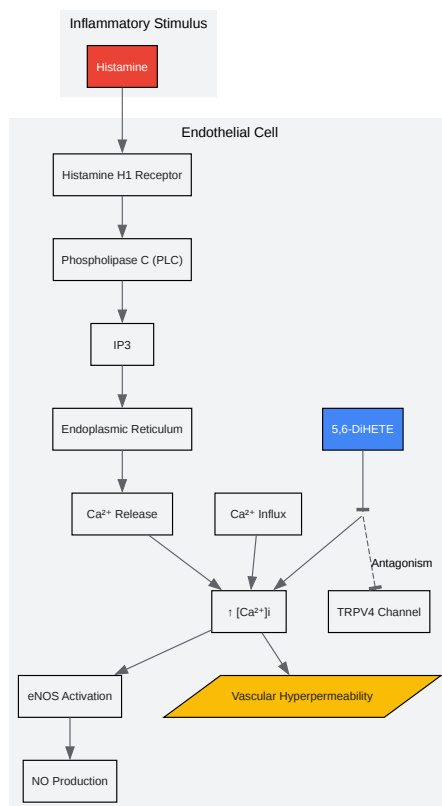 Inflammatory Stimulus
Histamine
Endothelial Cell
Histamine H1 Receptor
Phospholipase C (PLC)
IP3
Endoplasmic Reticulum
5,6-DiHETE
Ca²⁺ Release
Ca²⁺ Influx
Antagonism
↑ [Ca²⁺]i
TRPV4 Channel
eNOS Activation
Vascular Hyperpermeability
NO Production